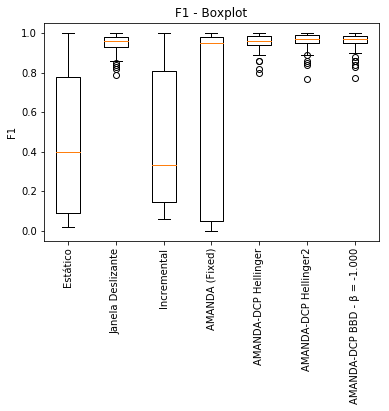 F1 - Boxplot
F1
1.0
0.8
0.6
0.4
0.2
0.0
Estático
Janela Deslizante
Incremental
AMANDA (Fixed)
AMANDA-DCP Hellinger
AMANDA-DCP Hellinger2
AMANDA-DCP BBD - β = -1.000